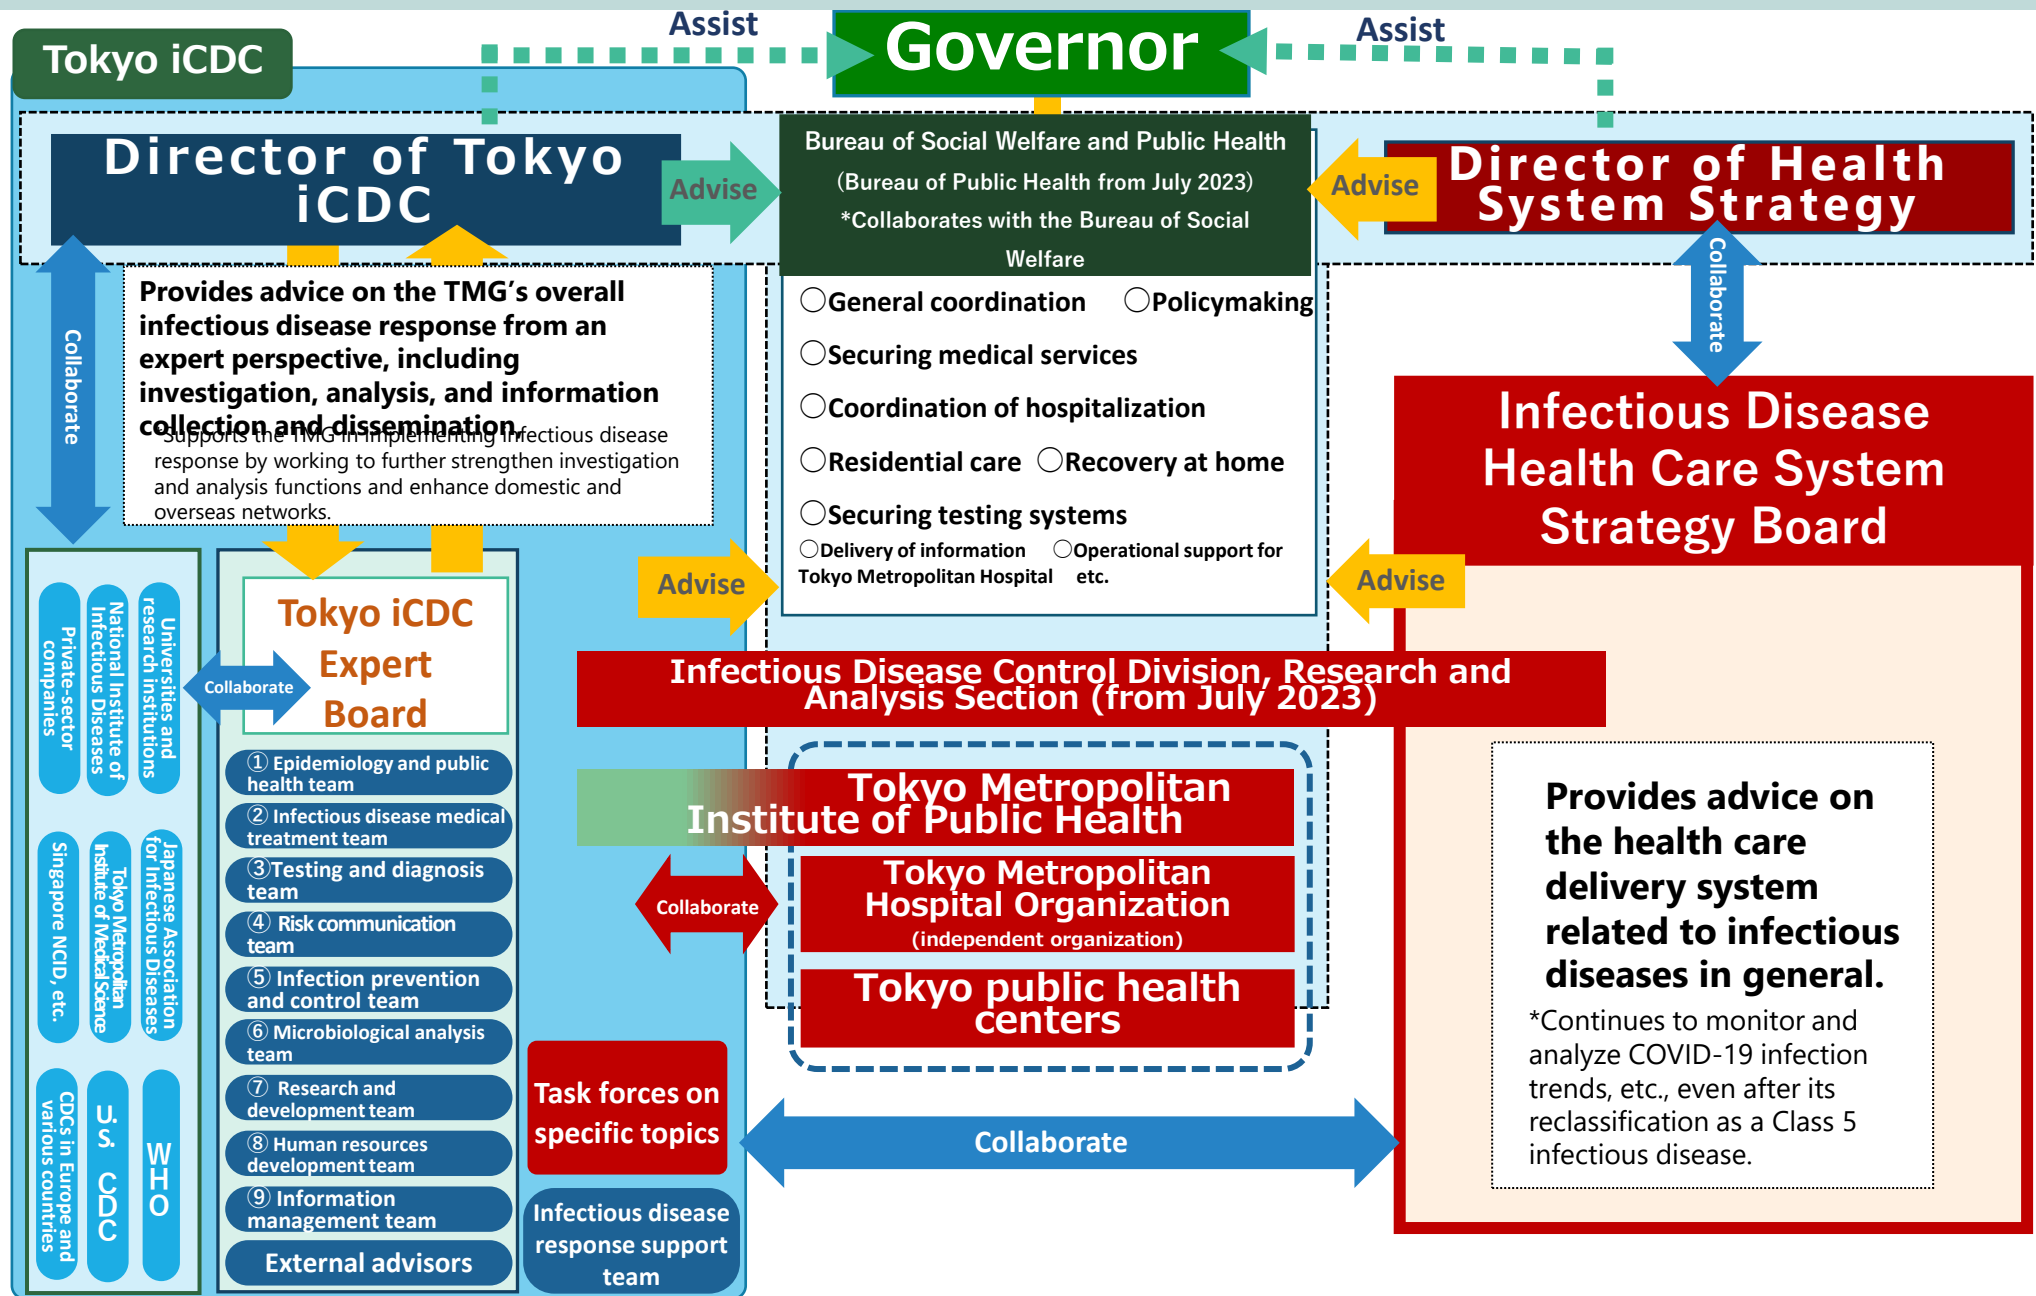 Tokyo iCDC
Assist
Governor
Assist
Director of Tokyo
iCDC
Advise
Bureau of Social Welfare and Public Health
(Bureau of Public Health from July 2023)
*Collaborates with the Bureau of Social
Welfare
Advise
Director of Health
System Strategy
Collaborate
Provides advice on the TMG's overall
infectious disease response from an
expert perspective, including
investigation, analysis, and information
collection and dissemination,
*Supports the TMG in implementing infectious disease
response by working to further strengthen investigation
and analysis functions and enhance domestic and
overseas networks.
○General coordination ○Policymaking
○Securing medical services
○Coordination of hospitalization
○Residential care ○Recovery at home
○Securing testing systems
○Delivery of information ○Operational support for
Tokyo Metropolitan Hospital etc.
Collaborate
Infectious Disease
Health Care System
Strategy Board
Advise
Advise
Private-sector
companies
National Institute of
Infectious Diseases
Universities and
research institutions
Collaborate
Tokyo iCDC
Expert
Board
Infectious Disease Control Division, Research and
Analysis Section (from July 2023)
① Epidemiology and public
health team
② Infectious disease medical
treatment team
③Testing and diagnosis
team
④ Risk communication
team
⑤ Infection prevention
and control team
⑥ Microbiological analysis
team
⑦ Research and
development team
⑧ Human resources
development team
⑨ Information
management team
External advisors
Singapore NCID, etc.
Tokyo Metropolitan
Institute of Medical Science
Japanese Association
for Infectious Diseases
CDCs in Europe and
various countries
U.S. CDC
WHO
Tokyo Metropolitan
Institute of Public Health
Collaborate
Tokyo Metropolitan
Hospital Organization
(independent organization)
Tokyo public health
centers
Task forces on
specific topics
Infectious disease
response support
team
Collaborate
Provides advice on
the health care
delivery system
related to infectious
diseases in general.
*Continues to monitor and
analyze COVID-19 infection
trends, etc., even after its
reclassification as a Class 5
infectious disease.